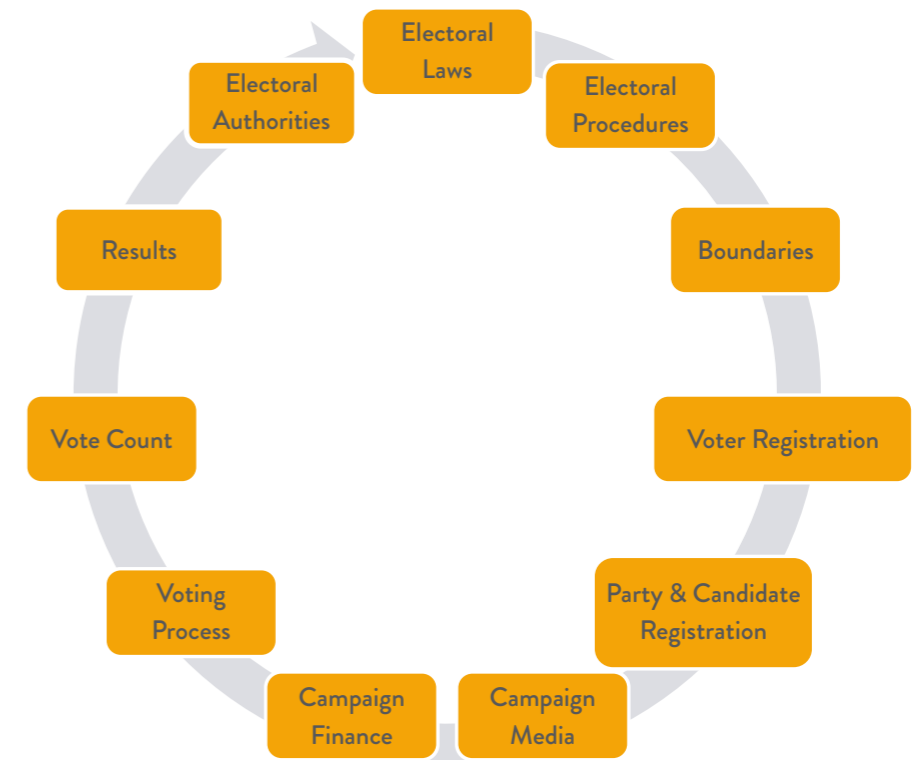 Electoral
Laws
Electoral
Procedures
Boundaries
Voter Registration
Party & Candidate
Registration
Campaign
Media
Campaign
Finance
Voting
Process
Vote Count
Results
Electoral
Authorities